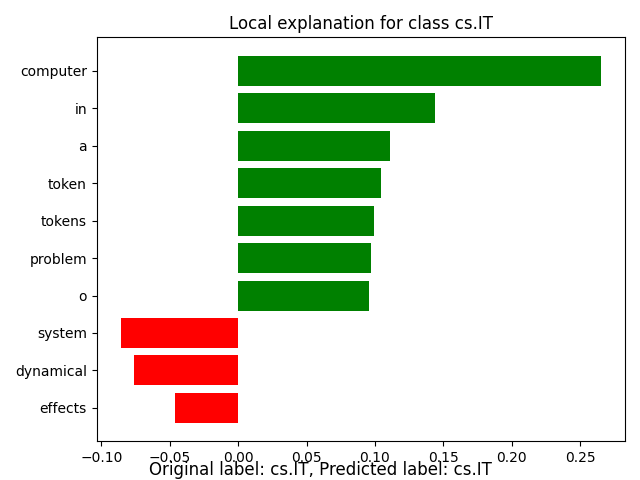 Local explanation for class cs.IT
computer
in
a
token
tokens
problem
o
system
dynamical
effects
−0.10 −0.05 0.00 0.05 0.10 0.15 0.20 0.25
Original label: cs.IT, Predicted label: cs.IT